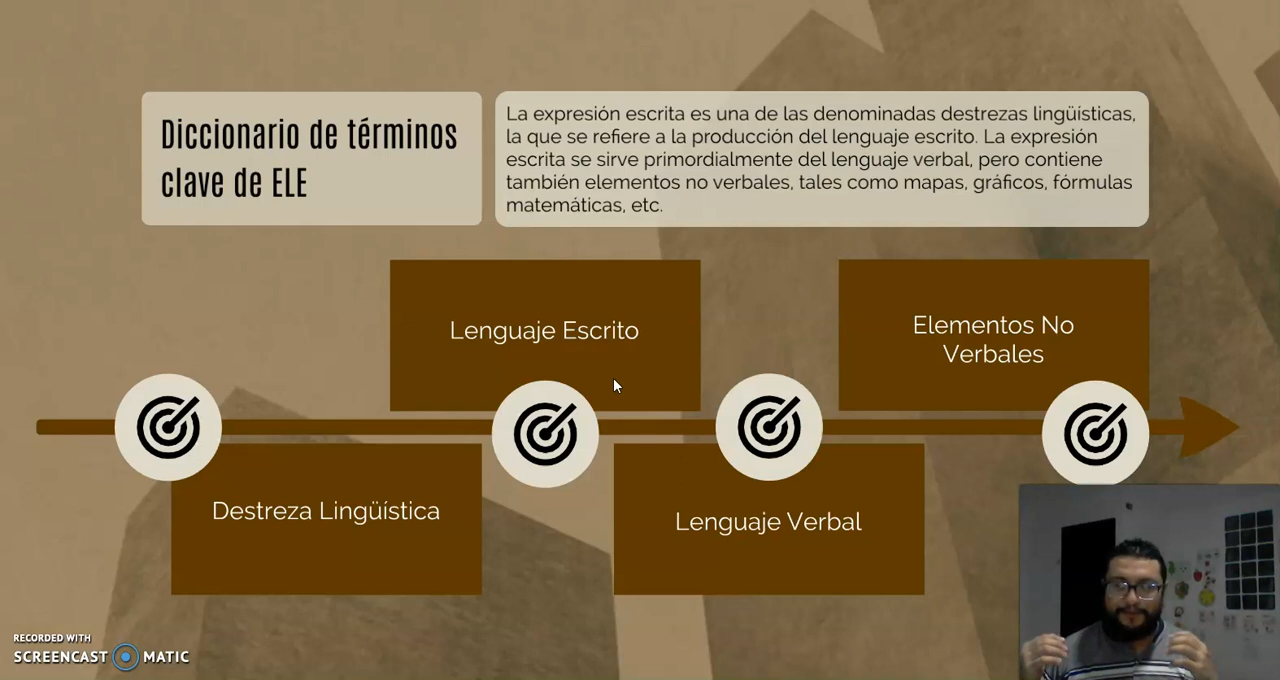 Diccionario de términos
clave de ELE
La expresión escrita es una de las denominadas destrezas lingüísticas,
la que se refiere a la producción del lenguaje escrito. La expresión
escrita se sirve primordialmente del lenguaje verbal, pero contiene
también elementos no verbales, tales como mapas, gráficos, fórmulas
matemáticas, etc.
Lenguaje Escrito
Elementos No
Verbales
Destreza Lingüística
Lenguaje Verbal
RECORDED WITH
SCREENCAST MATIC